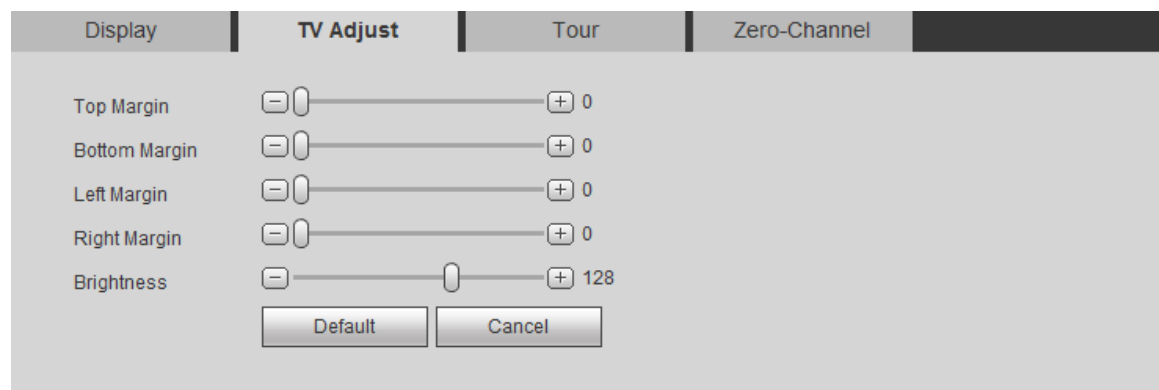 Display TV Adjust Tour Zero-Channel
Top Margin 0
Bottom Margin 0
Left Margin 0
Right Margin 0
Brightness 128
Default Cancel